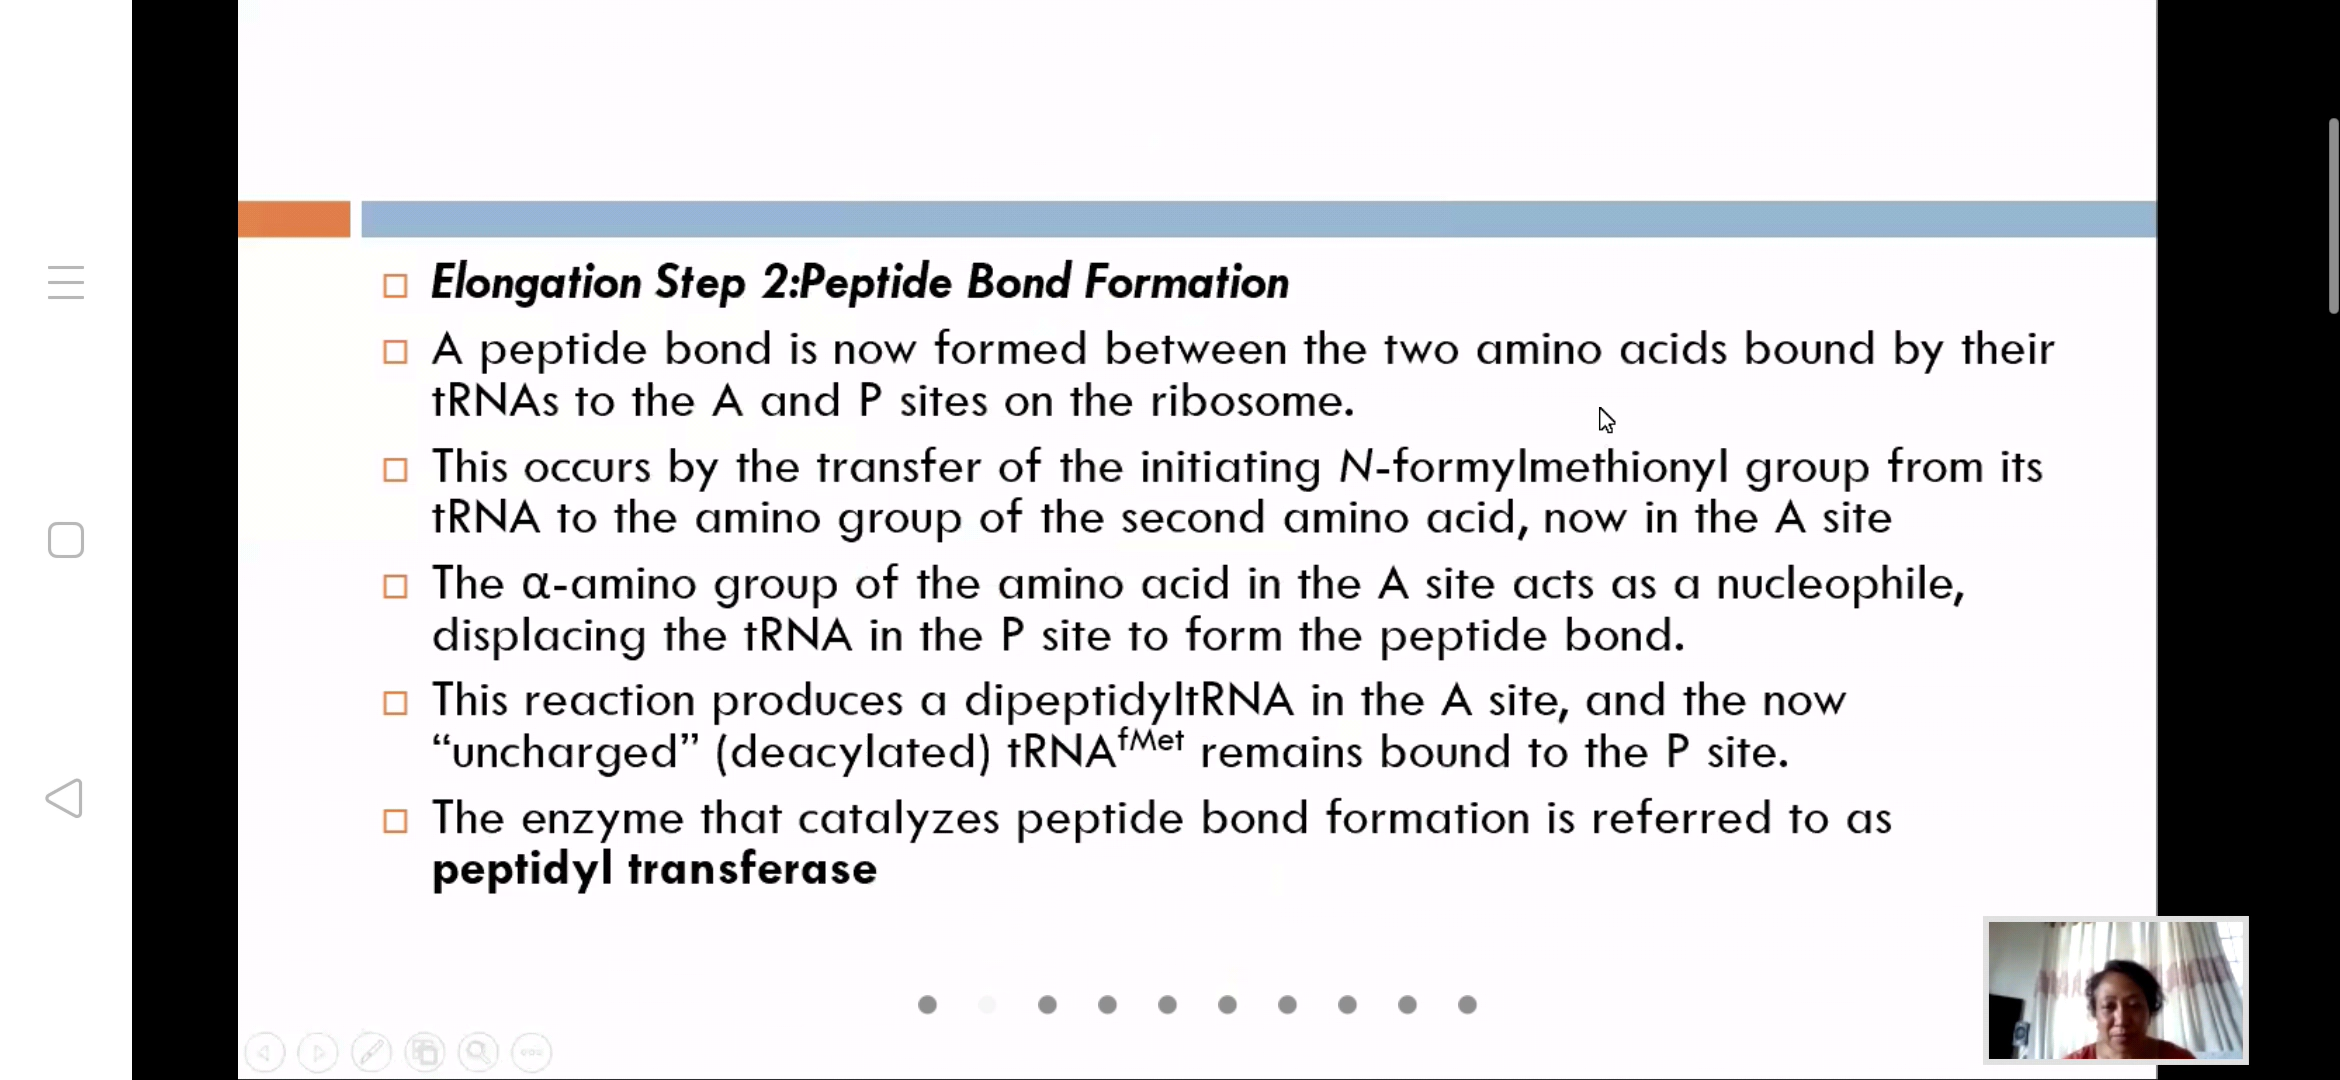 Elongation Step 2:Peptide Bond Formation
A peptide bond is now formed between the two amino acids bound by their
tRNAs to the A and P sites on the ribosome.
This occurs by the transfer of the initiating N-formylmethionyl group from its
tRNA to the amino group of the second amino acid, now in the A site
The α-amino group of the amino acid in the A site acts as a nucleophile,
displacing the tRNA in the P site to form the peptide bond.
This reaction produces a dipeptidyltRNA in the A site, and the now
“uncharged” (deacylated) tRNAfMet remains bound to the P site.
The enzyme that catalyzes peptide bond formation is referred to as
peptidyl transferase